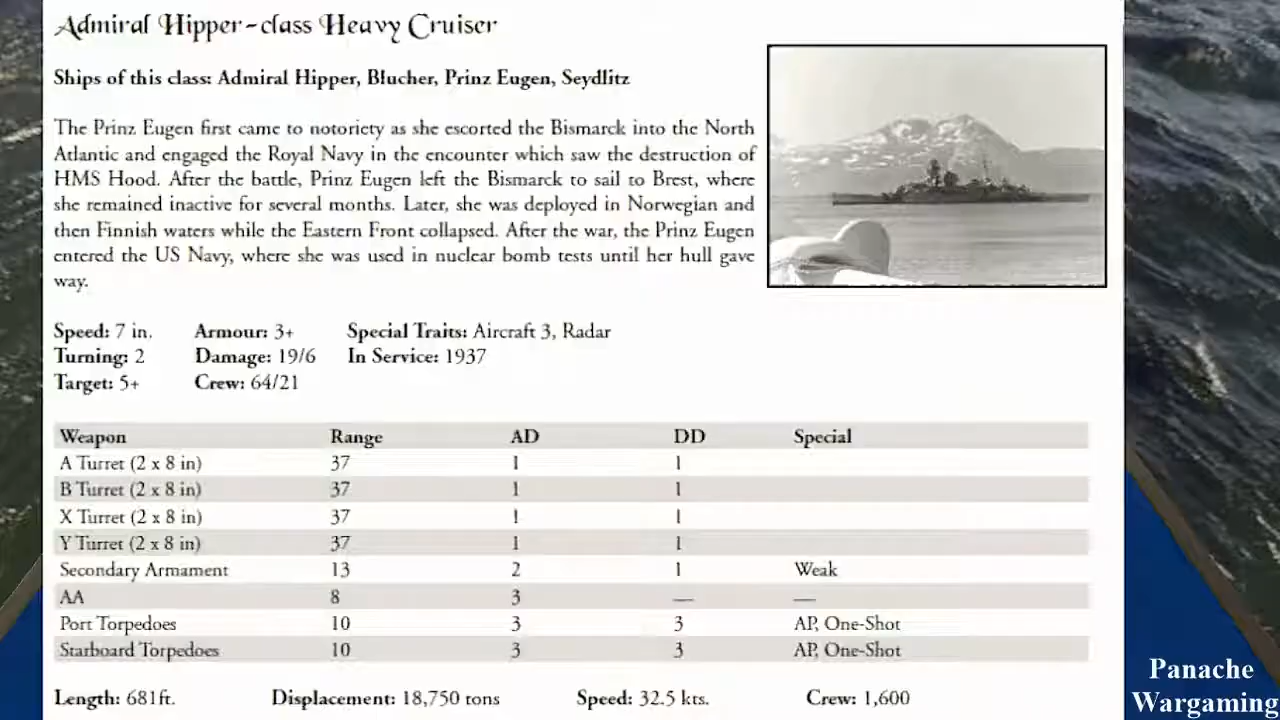 Admiral Hipper-class Heavy Cruiser
Ships of this class: Admiral Hipper, Blucher, Prinz Eugen, Seydlitz
The Prinz Eugen first came to notoriety as she escorted the Bismarck into the North
Atlantic and engaged the Royal Navy in the encounter which saw the destruction of
HMS Hood. After the battle, Prinz Eugen left the Bismarck to sail to Brest, where
she remained inactive for several months. Later, she was deployed in Norwegian and
then Finnish waters while the Eastern Front collapsed. After the war, the Prinz Eugen
entered the US Navy, where she was used in nuclear bomb tests until her hull gave
way.
Speed: 7 in. Armour: 3+ Special Traits: Aircraft 3, Radar
Turning: 2 Damage: 19/6 In Service: 1937
Target: 5+ Crew: 64/21
Weapon Range AD DD Special
A Turret (2 x 8 in) 37 1 1
B Turret (2 x 8 in) 37 1 1
X Turret (2 x 8 in) 37 1 1
Y Turret (2 x 8 in) 37 1 1
Secondary Armament 13 2 1 Weak
AA 8 3 — —
Port Torpedoes 10 3 3 AP, One-Shot
Starboard Torpedoes 10 3 3 AP, One-Shot
Length: 681ft. Displacement: 18,750 tons Speed: 32.5 kts. Crew: 1,600
Panache
Wargaming